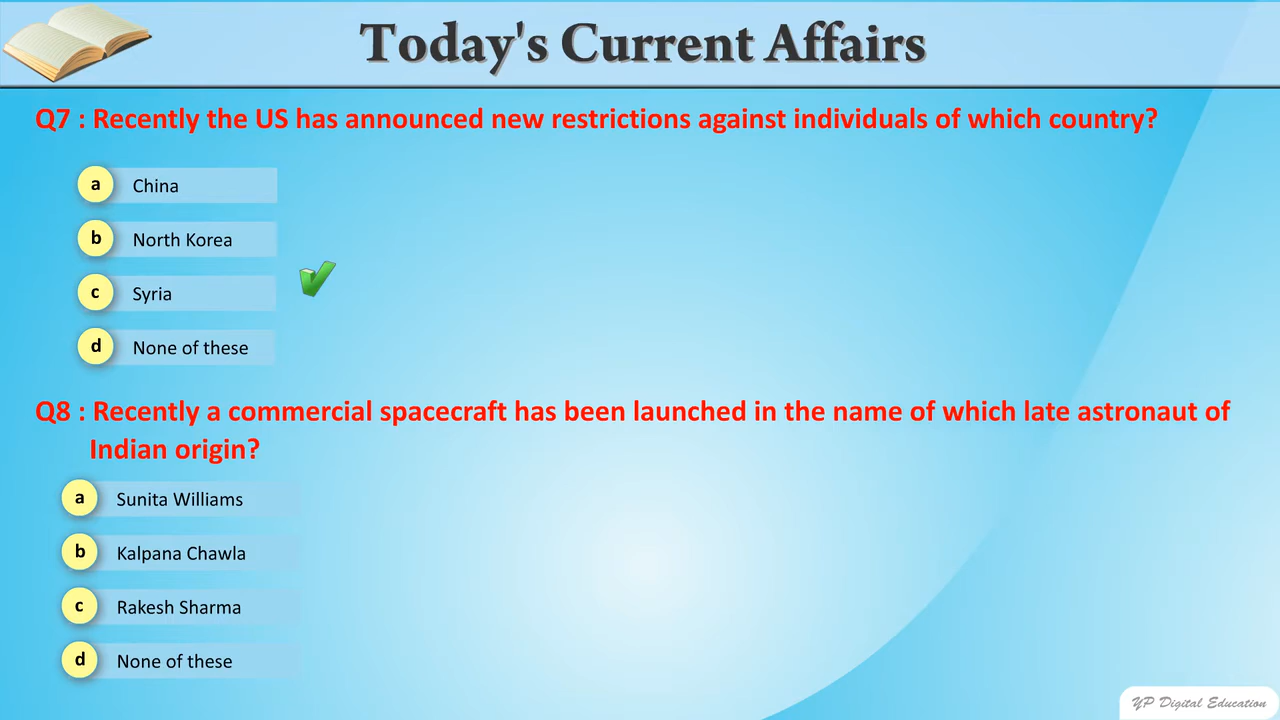 Today's Current Affairs
Q7 : Recently the US has announced new restrictions against individuals of which country?
a China
b North Korea
c Syria
d None of these
Q8 : Recently a commercial spacecraft has been launched in the name of which late astronaut of
Indian origin?
a Sunita Williams
b Kalpana Chawla
c Rakesh Sharma
d None of these
YP Digital Education